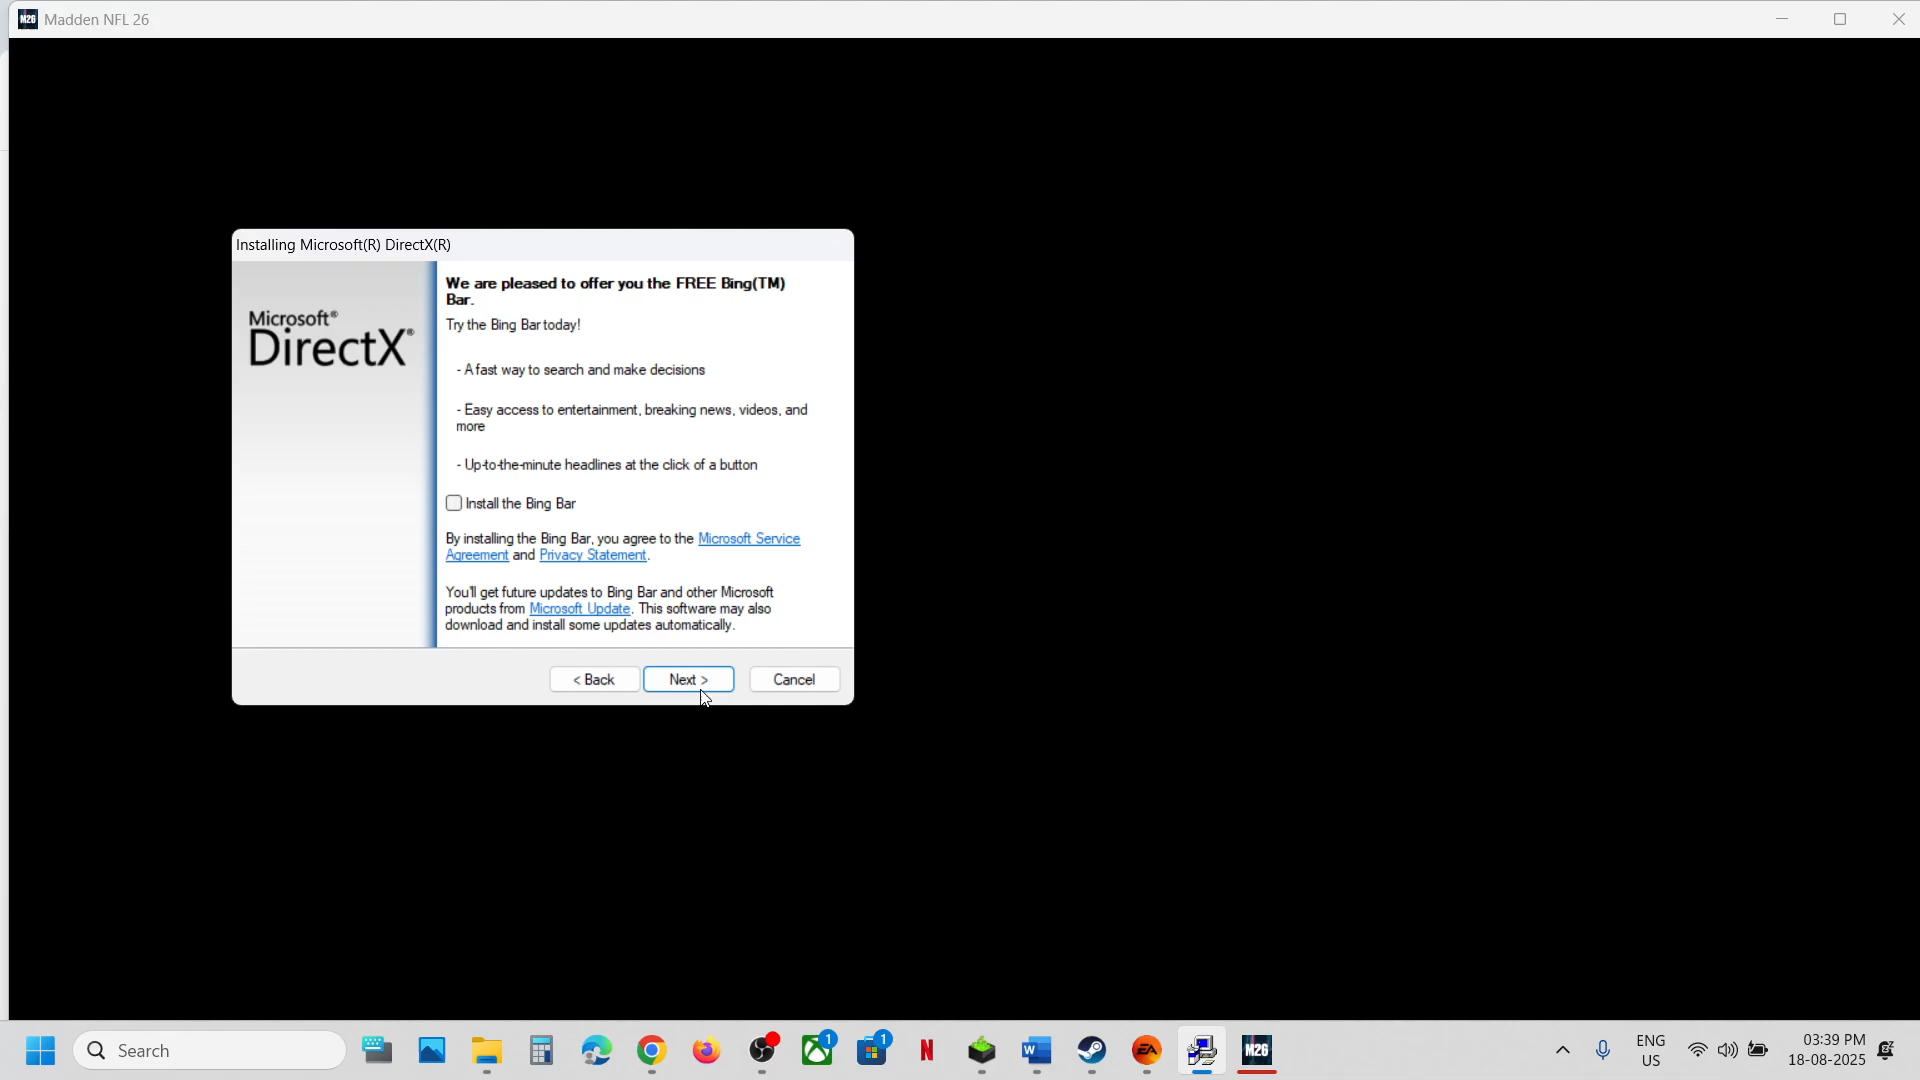 Madden NFL 26
Installing Microsoft(R) DirectX(R)
We are pleased to offer you the FREE Bing(TM)
Bar.
Microsoft®
DirectX®
Try the Bing Bar today!
- A fast way to search and make decisions
- Easy access to entertainment, breaking news, videos, and
more
- Up-to-the-minute headlines at the click of a button
Install the Bing Bar
By installing the Bing Bar, you agree to the Microsoft Service
Agreement and Privacy Statement.
You'll get future updates to Bing Bar and other Microsoft
products from Microsoft Update. This software may also
download and install some updates automatically.
< Back
Next >
Cancel
Search
1
1
N
W
EA
M26
ENG
US
03:39 PM
18-08-2025